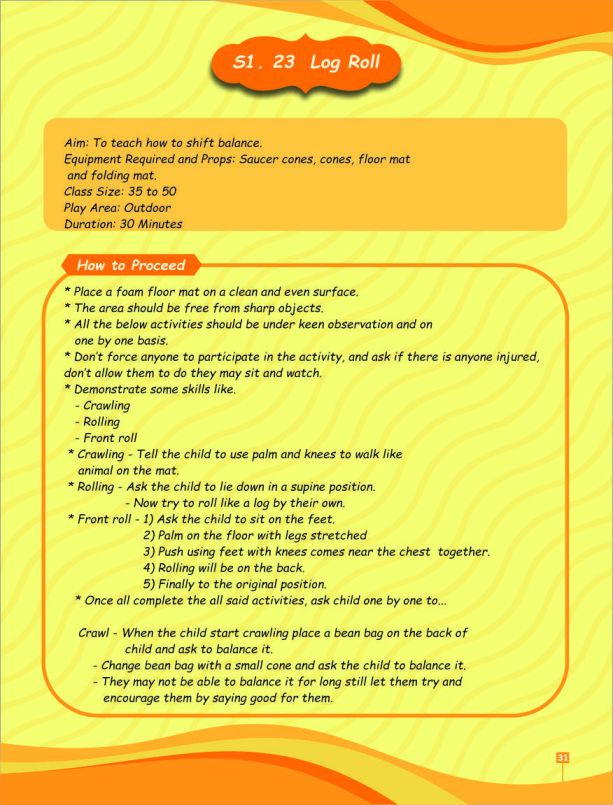 S1. 23 Log Roll
Aim: To teach how to shift balance.
Equipment Required and Props: Saucer cones, cones, floor mat
and folding mat.
Class Size: 35 to 50
Play Area: Outdoor
Duration: 30 Minutes
How to Proceed
* Place a foam floor mat on a clean and even surface.
* The area should be free from sharp objects.
* All the below activities should be under keen observation and on
one by one basis.
* Don't force anyone to participate in the activity, and ask if there is anyone injured,
don't allow them to do they may sit and watch.
* Demonstrate some skills like.
- Crawling
- Rolling
- Front roll
* Crawling - Tell the child to use palm and knees to walk like
animal on the mat.
* Rolling - Ask the child to lie down in a supine position.
- Now try to roll like a log by their own.
* Front roll - 1) Ask the child to sit on the feet.
2) Palm on the floor with legs stretched
3) Push using feet with knees comes near the chest together.
4) Rolling will be on the back.
5) Finally to the original position.
* Once all complete the all said activities, ask child one by one to...
Crawl - When the child start crawling place a bean bag on the back of
child and ask to balance it.
- Change bean bag with a small cone and ask the child to balance it.
- They may not be able to balance it for long still let them try and
encourage them by saying good for them.
31